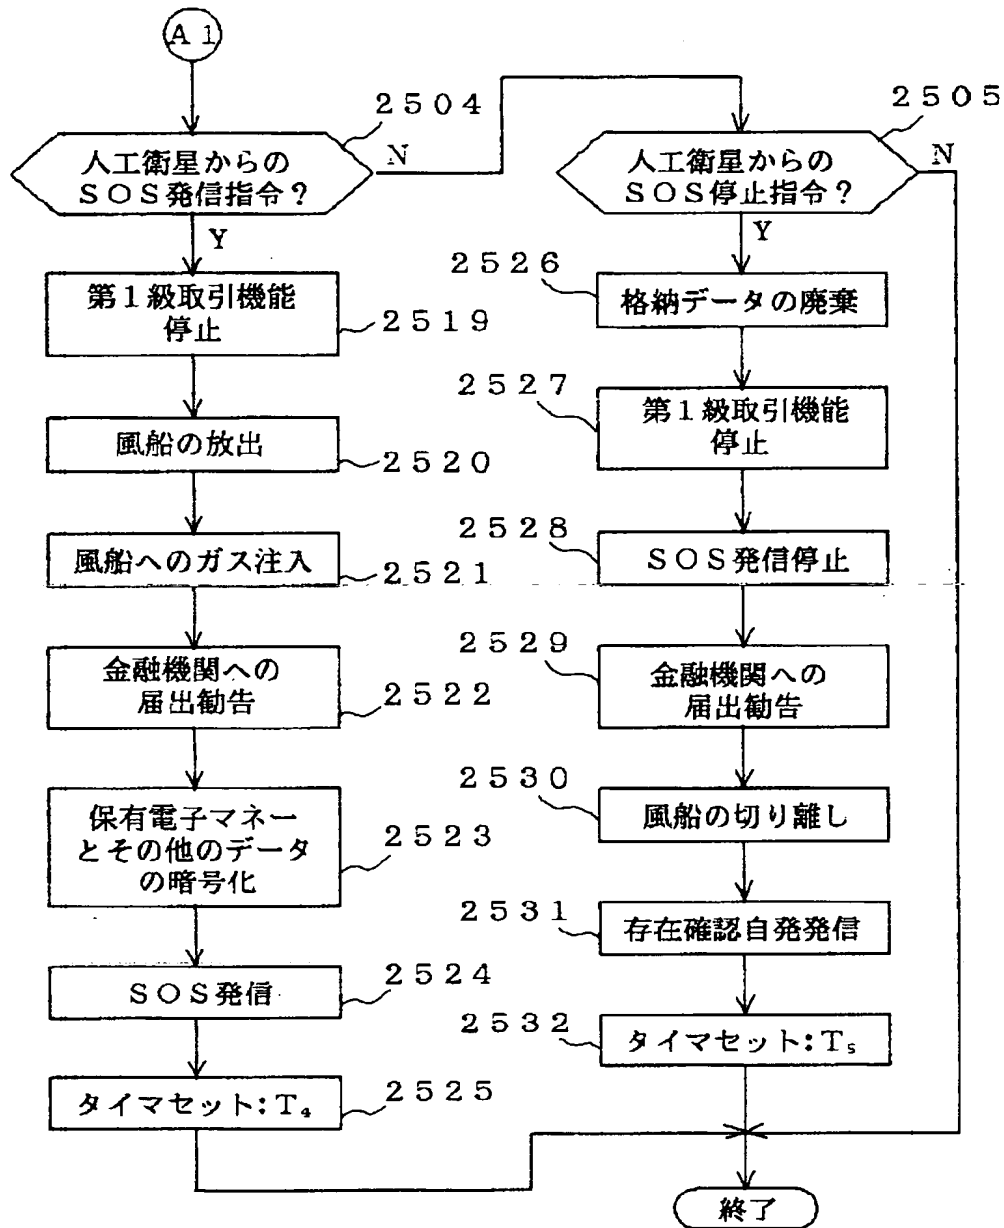 A1
2504
人工衛星からの
SOS発信指令?
N
Y
第1級取引機能
停止
2519
風船の放出
2520
風船へのガス注入
2521
金融機関への
届出勧告
2522
保有電子マネー
とその他のデータ
の暗号化
2523
SOS発信
2524
タイマセット:T₄
2525
2505
人工衛星からの
SOS停止指令?
N
Y
2526
格納データの廃棄
2527
第1級取引機能
停止
2528
SOS発信停止
2529
金融機関への
届出勧告
2530
風船の切り離し
2531
存在確認自発発信
2532
タイマセット:T₅
終了